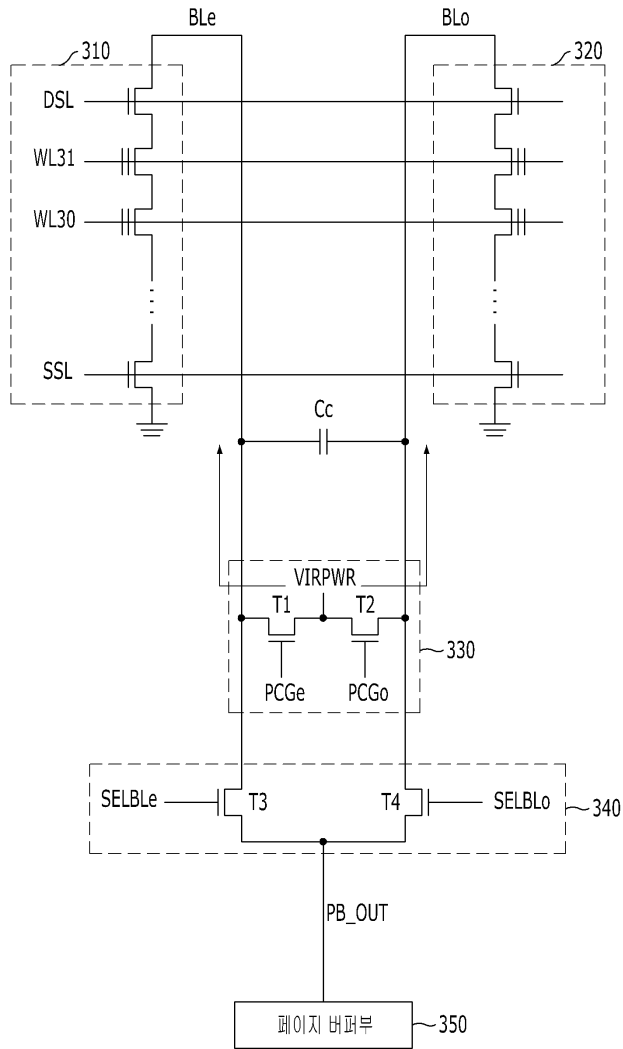 BLe BLo
310 320
DSL
WL31
WL30
SSL
Cc
VIRPWR
T1 T2
330
PCGe PCGo
SELBLe T3 T4 SELBLo
340
PB_OUT
페이지 버퍼부 350